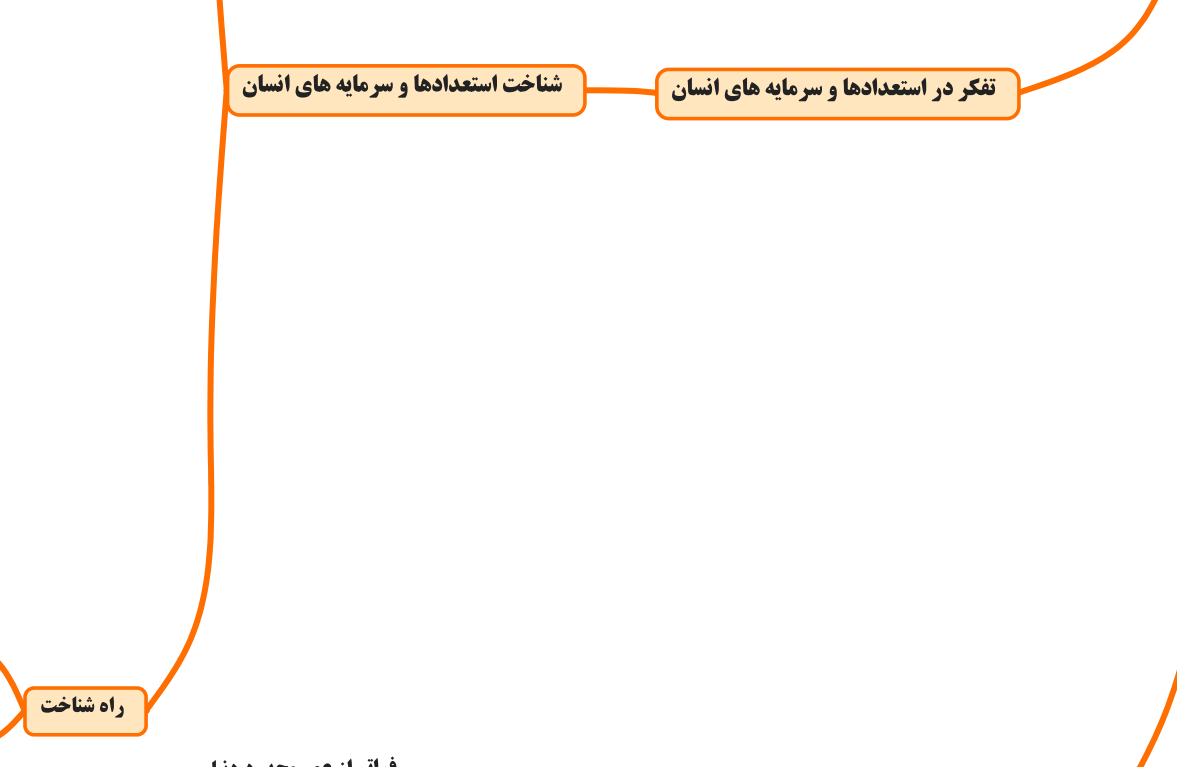 تفکر در استعدادها و سرمایه های انسان
شناخت استعدادها و سرمایه های انسان
راه شناخت